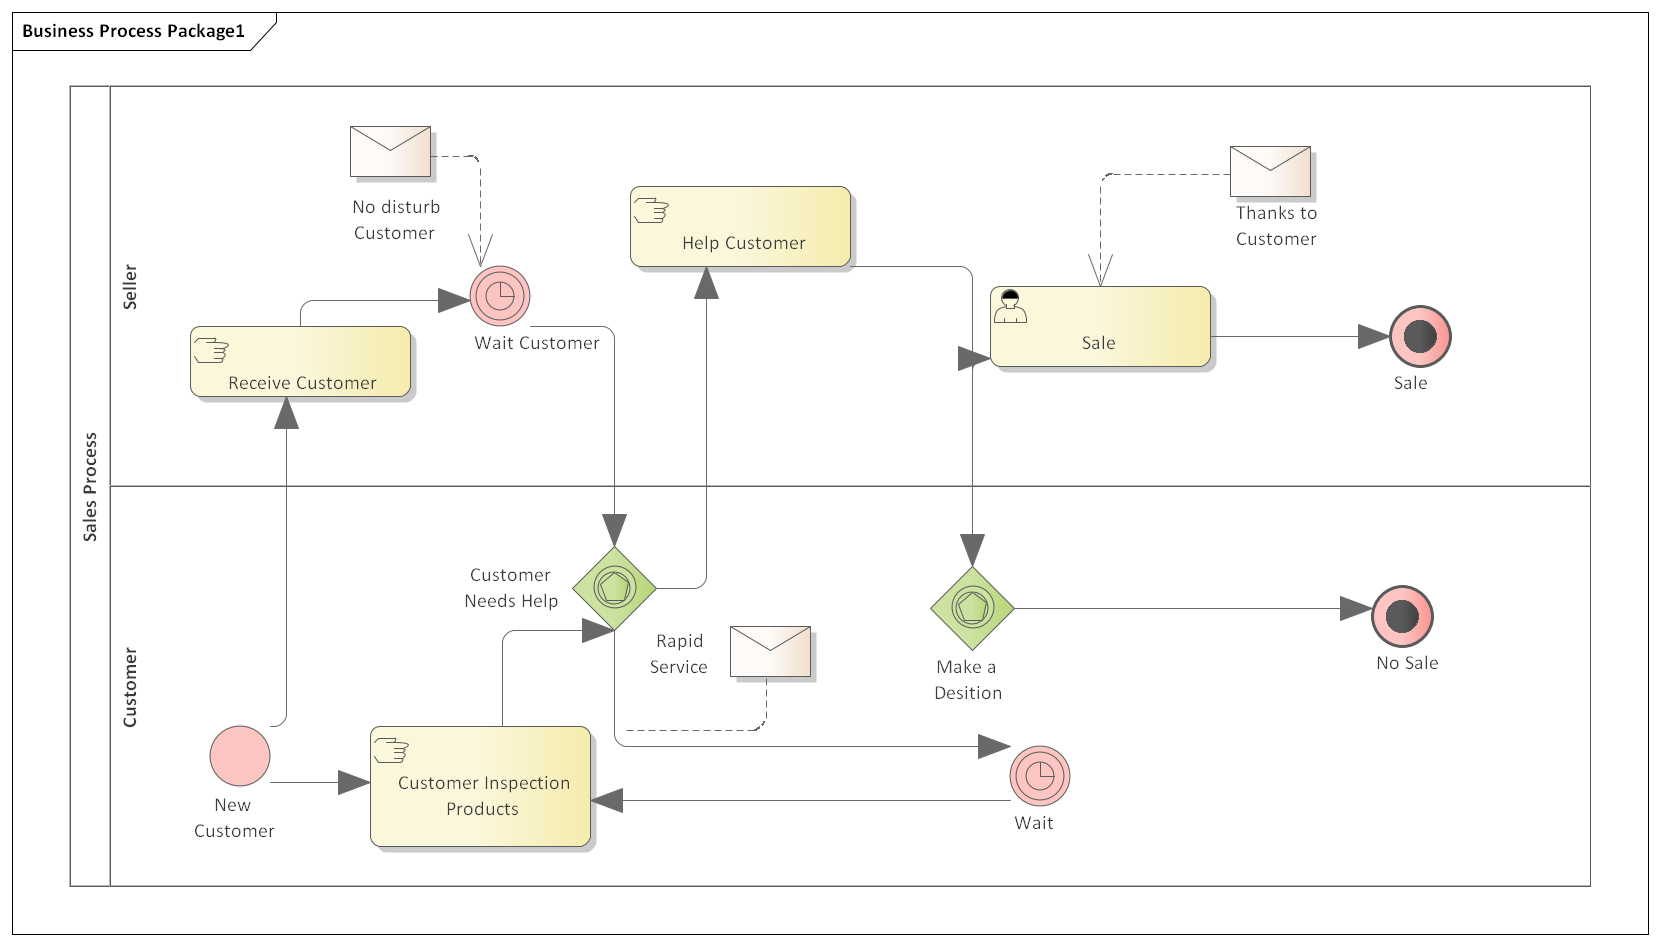 Business Process Package1
Sales Process
Seller
No disturb
Customer
Thanks to
Customer
Help Customer
Wait Customer
Sale
Receive Customer
Sale
Customer
Customer
Needs Help
Rapid
Service
Make a
Desition
No Sale
Customer Inspection
Products
New
Customer
Wait